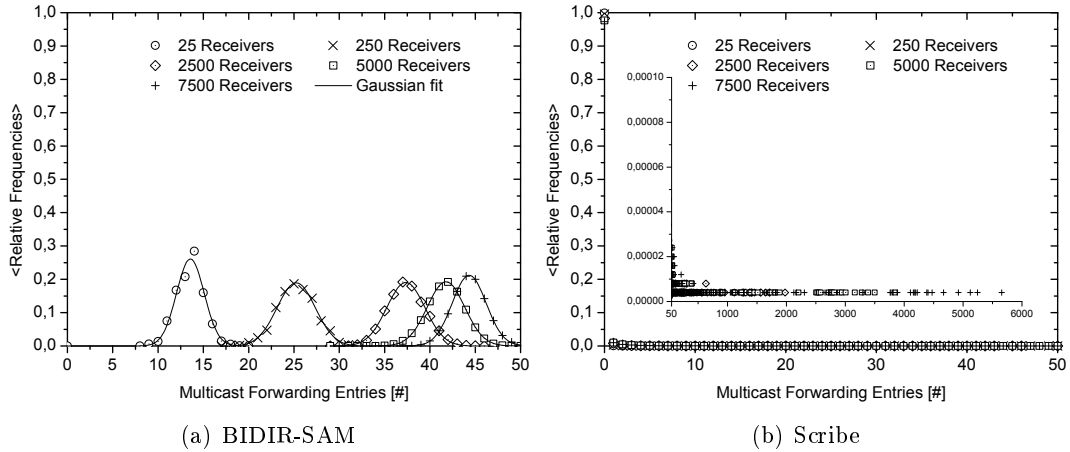 1,0
0,9
0,8
0,7
0,6
0,5
0,4
0,3
0,2
0,1
0,0
<Relative Frequencies>
25 Receivers
250 Receivers
2500 Receivers
5000 Receivers
7500 Receivers
Gaussian fit
0 5 10 15 20 25 30 35 40 45 50
Multicast Forwarding Entries [#]
(a) BIDIR-SAM
1,0
0,9
0,8
0,7
0,6
0,5
0,4
0,3
0,2
0,1
0,0
<Relative Frequencies>
25 Receivers
250 Receivers
2500 Receivers
5000 Receivers
7500 Receivers
0,00010
0,00008
0,00006
0,00004
0,00002
0,00000
50 1000 2000 3000 4000 5000 6000
0 10 20 30 40 50
Multicast Forwarding Entries [#]
(b) Scribe